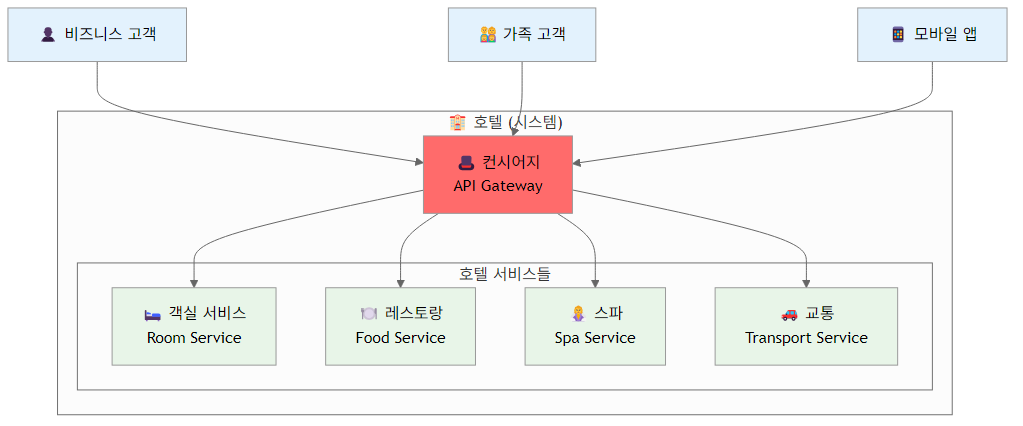 👤 비즈니스 고객
👨‍👩‍👧‍👦 가족 고객
📱 모바일 앱
🏨 호텔 (시스템)
🎩 컨시어지
API Gateway
호텔 서비스들
🛏️ 객실 서비스
Room Service
🍽️ 레스토랑
Food Service
🧖‍♀️ 스파
Spa Service
🚗 교통
Transport Service